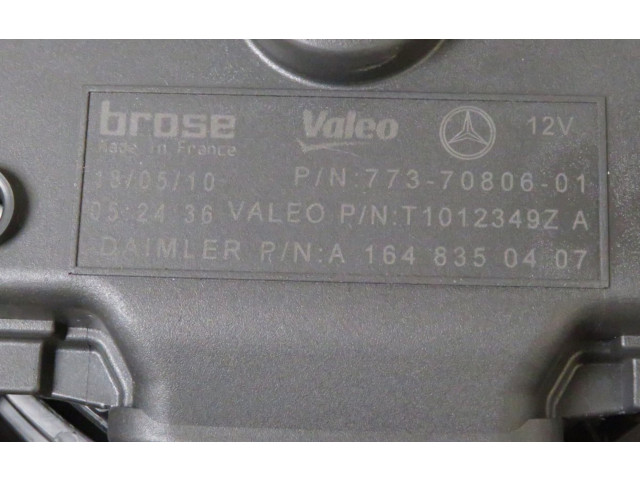 brose Valeo 12V
Made in France
18/05/10 P/N:773-70806-01
05:24 36 VALEO P/N:T1012349Z A
DAIMLER P/N:A 164 835 04 07